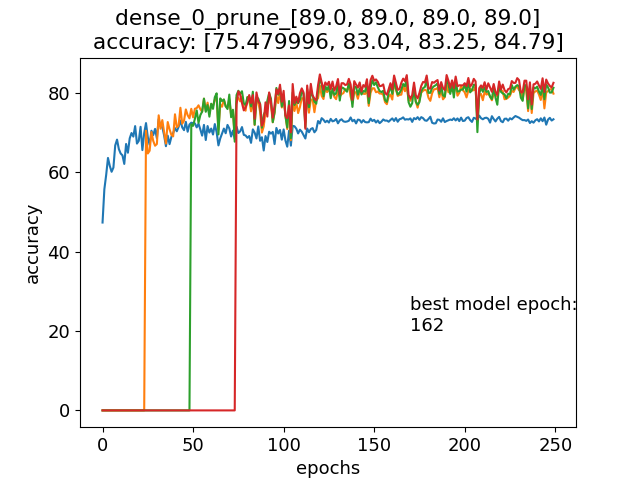 dense_0_prune_[89.0, 89.0, 89.0, 89.0]
accuracy: [75.479996, 83.04, 83.25, 84.79]
80
60
40
20
0
accuracy
best model epoch:
162
0 50 100 150 200 250
epochs